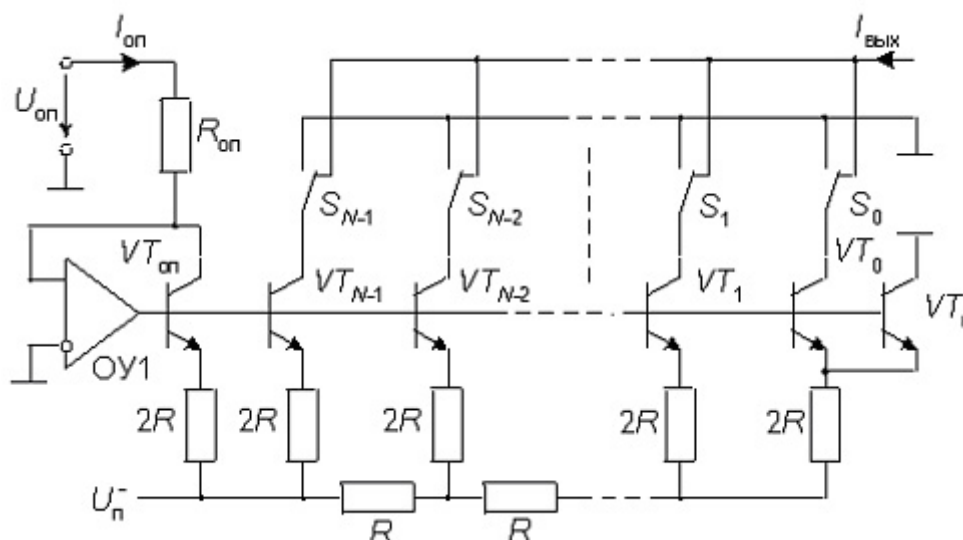 Iоп
Iвых
Uоп
Rоп
SN-1
SN-2
S1
S0
VTоп
VTN-1
VTN-2
VT1
VT0
ОУ1
2R
2R
2R
2R
2R
Uп-
R
R